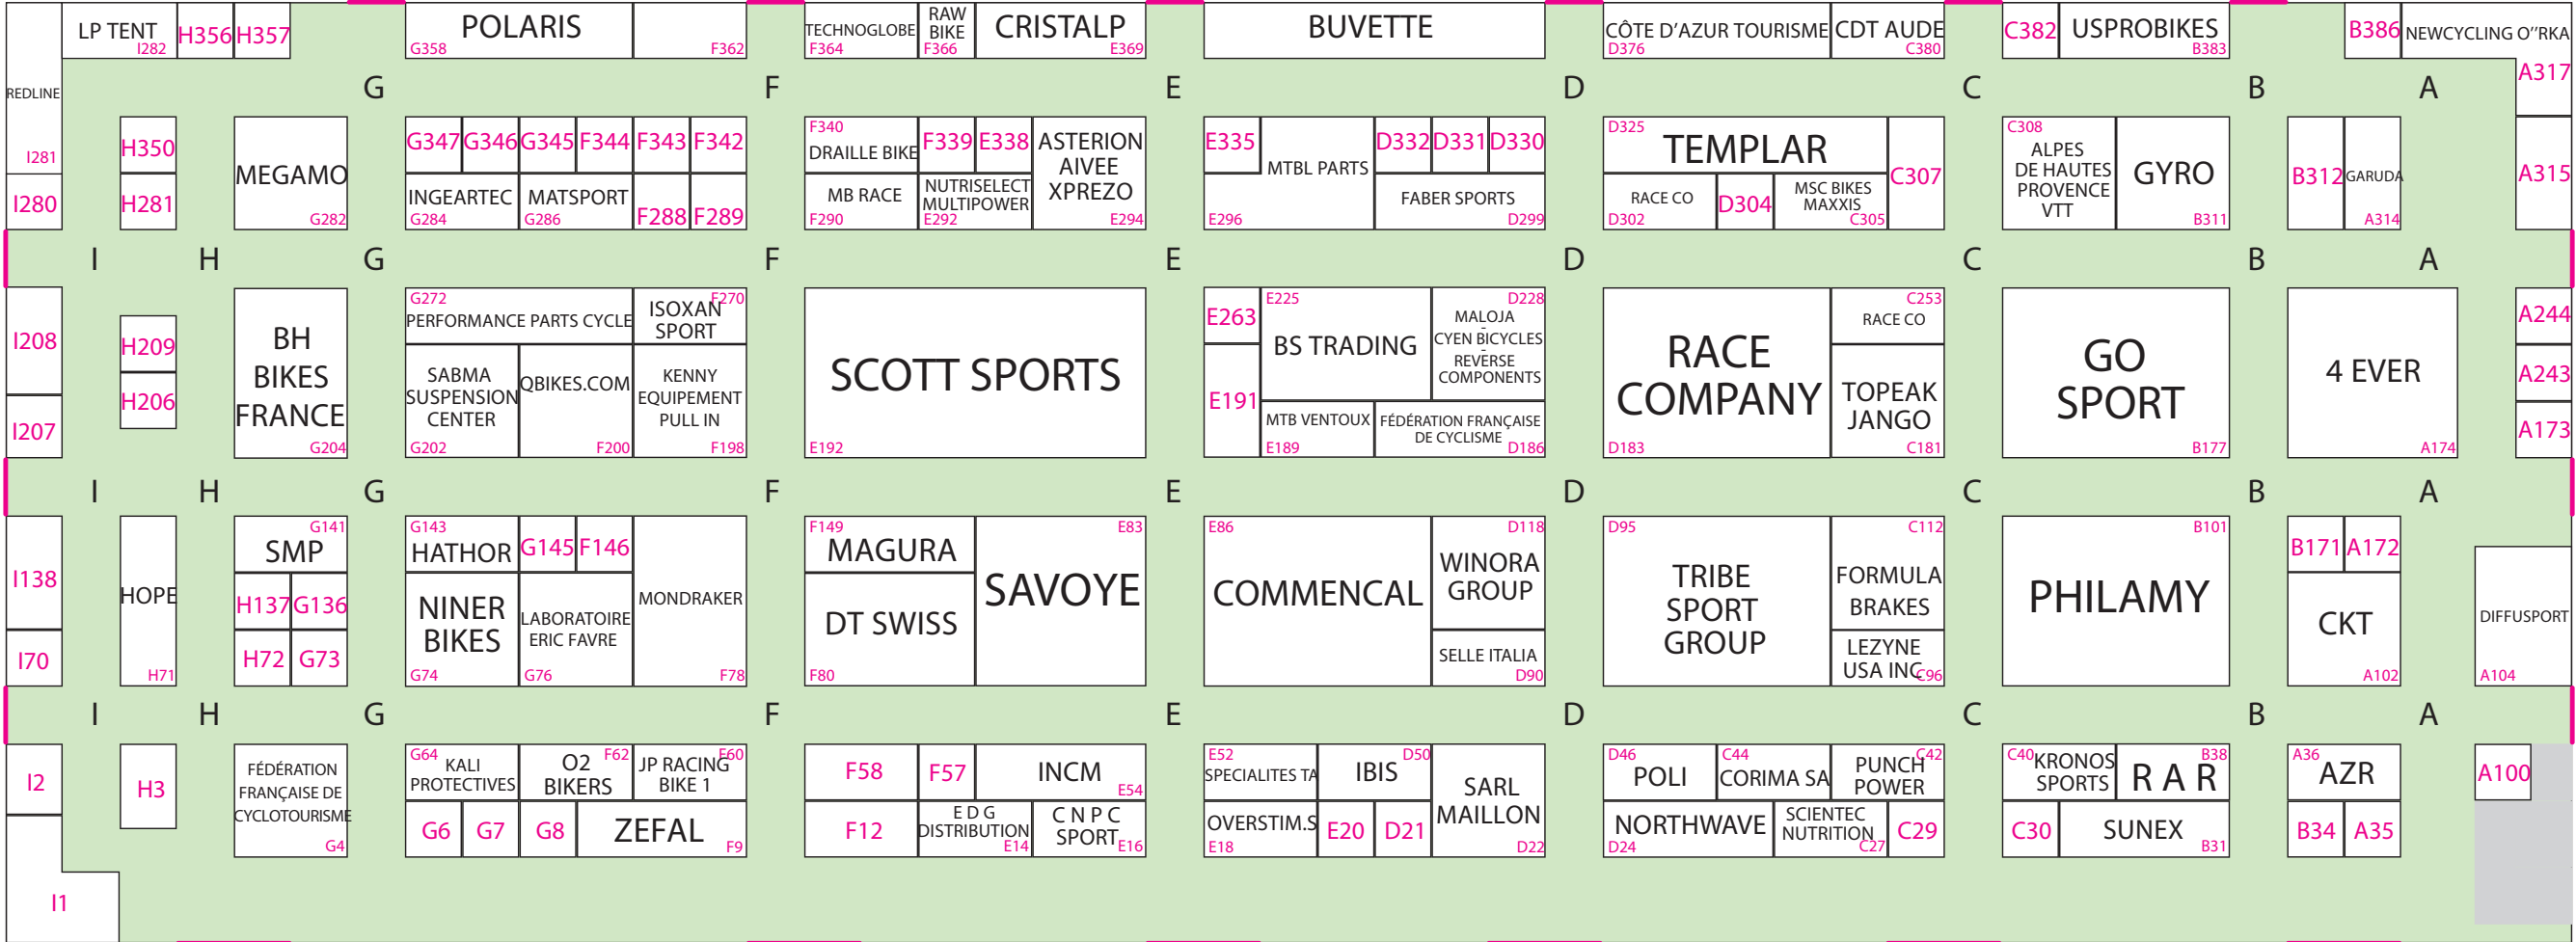 LP TENT
I282
H356
H357
POLARIS
G358
F362
TECHNOGLOBE
F364
RAW
BIKE
F366
CRISTALP
E369
BUVETTE
CÔTE D'AZUR TOURISME
D376
CDT AUDE
C380
C382
USPROBIKES
B383
B386
NEWCYCLING O''RKA
A317
REDLINE
I281
G
F
E
D
C
B
A
H350
MEGAMO
G282
G347
G346
G345
F344
F343
F342
F340
DRAILLE BIKE
F339
E338
ASTERION
AIVEE
XPREZO
E294
E335
MTBL PARTS
D332
D331
D330
D325
TEMPLAR
C307
C308
ALPES
DE HAUTES
PROVENCE
VTT
GYRO
B311
B312
GARUDA
A314
A315
I280
H281
INGEARTEC
G284
MATSPORT
G286
F288
F289
MB RACE
F290
NUTRISELECT
MULTIPOWER
E292
E296
FABER SPORTS
D299
RACE CO
D302
D304
MSC BIKES
MAXXIS
C305
I
H
G
F
E
D
C
B
A
I208
H209
BH
BIKES
FRANCE
G204
G272
PERFORMANCE PARTS CYCLE
F270
ISOXAN
SPORT
SCOTT SPORTS
E192
E263
E225
BS TRADING
D228
MALOJA
-
CYEN BICYCLES
-
REVERSE
COMPONENTS
RACE
COMPANY
D183
C253
RACE CO
GO
SPORT
B177
4 EVER
A174
A244
A243
I207
H206
SABMA
SUSPENSION
CENTER
G202
QBIKES.COM
F200
KENNY
EQUIPEMENT
PULL IN
F198
E191
MTB VENTOUX
E189
FÉDÉRATION FRANÇAISE
DE CYCLISME
D186
TOPEAK
JANGO
C181
A173
I
H
G
F
E
D
C
B
A
I138
HOPE
H71
G141
SMP
G143
HATHOR
G145
F146
MONDRAKER
F78
F149
MAGURA
E83
SAVOYE
E86
COMMENCAL
D118
WINORA
GROUP
D95
TRIBE
SPORT
GROUP
C112
FORMULA
BRAKES
B101
PHILAMY
B171
A172
DIFFUSPORT
A104
H137
G136
NINER
BIKES
G74
LABORATOIRE
ERIC FAVRE
G76
DT SWISS
F80
CKT
A102
I70
H72
G73
SELLE ITALIA
D90
LEZYNE
USA INC
C96
I
H
G
F
E
D
C
B
A
I2
H3
FÉDÉRATION
FRANÇAISE DE
CYCLOTOURISME
G4
G64
KALI
PROTECTIVES
F62
O2
BIKERS
F60
JP RACING
BIKE 1
F58
F57
INCM
E54
E52
SPECIALITES TA
D50
IBIS
SARL
MAILLON
D22
D46
POLI
C44
CORIMA SA
C42
PUNCH
POWER
C40
KRONOS
SPORTS
B38
R A R
A36
AZR
A100
G6
G7
G8
ZEFAL
F9
F12
E D G
DISTRIBUTION
E14
C N P C
SPORT
E16
OVERSTIM.S
E18
E20
D21
NORTHWAVE
D24
SCIENTEC
NUTRITION
C27
C29
C30
SUNEX
B31
B34
A35
I1